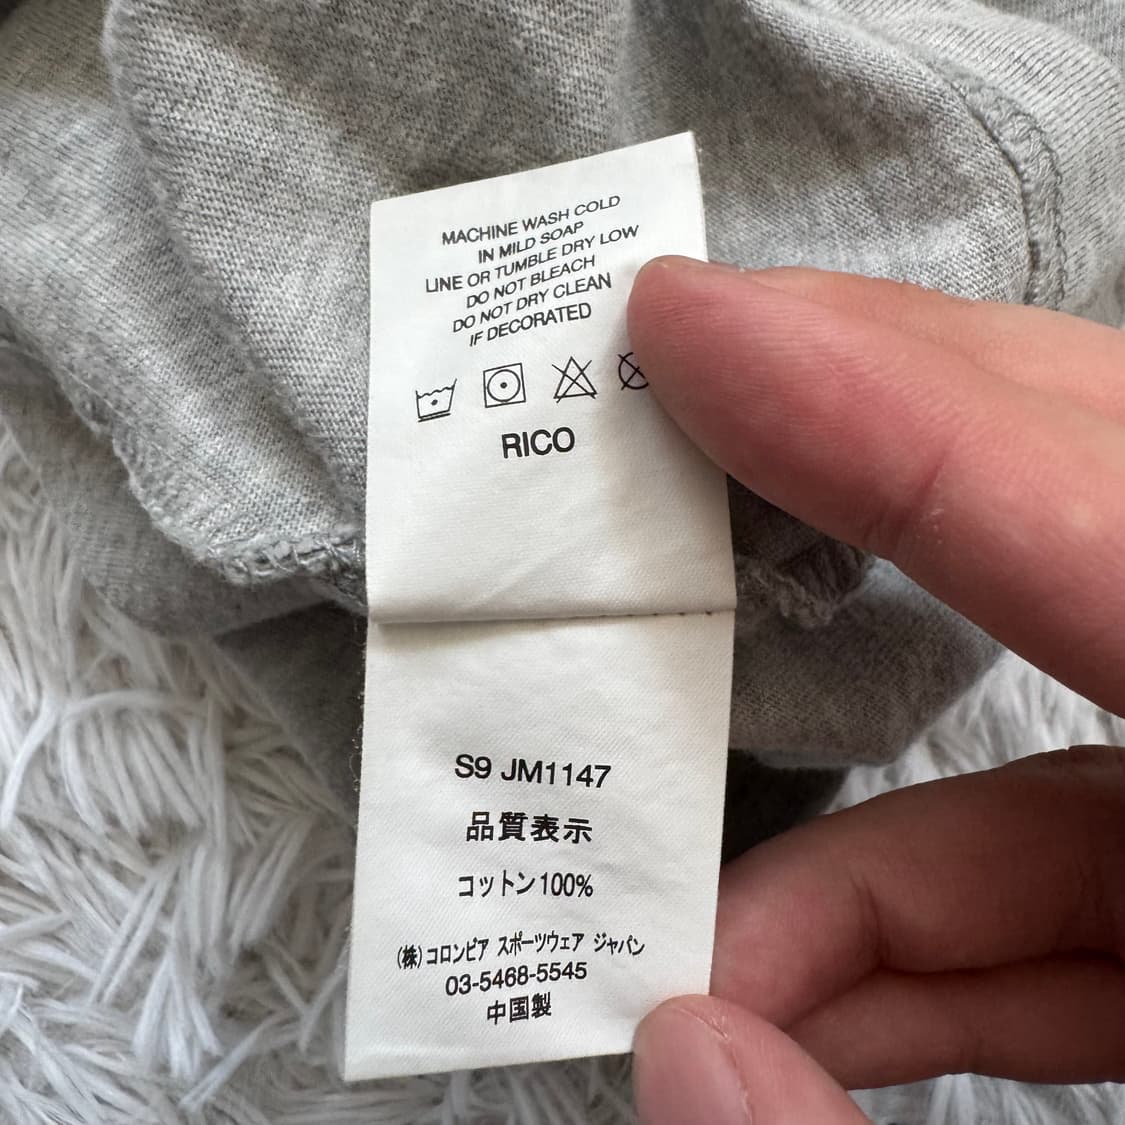 MACHINE WASH COLD
IN MILD SOAP
LINE OR TUMBLE DRY LOW
DO NOT BLEACH
DO NOT DRY CLEAN
IF DECORATED
RICO
S9 JM1147
品質表示
コットン100%
(株)コロンビア スポーツウェア ジャパン
03-5468-5545
中国製